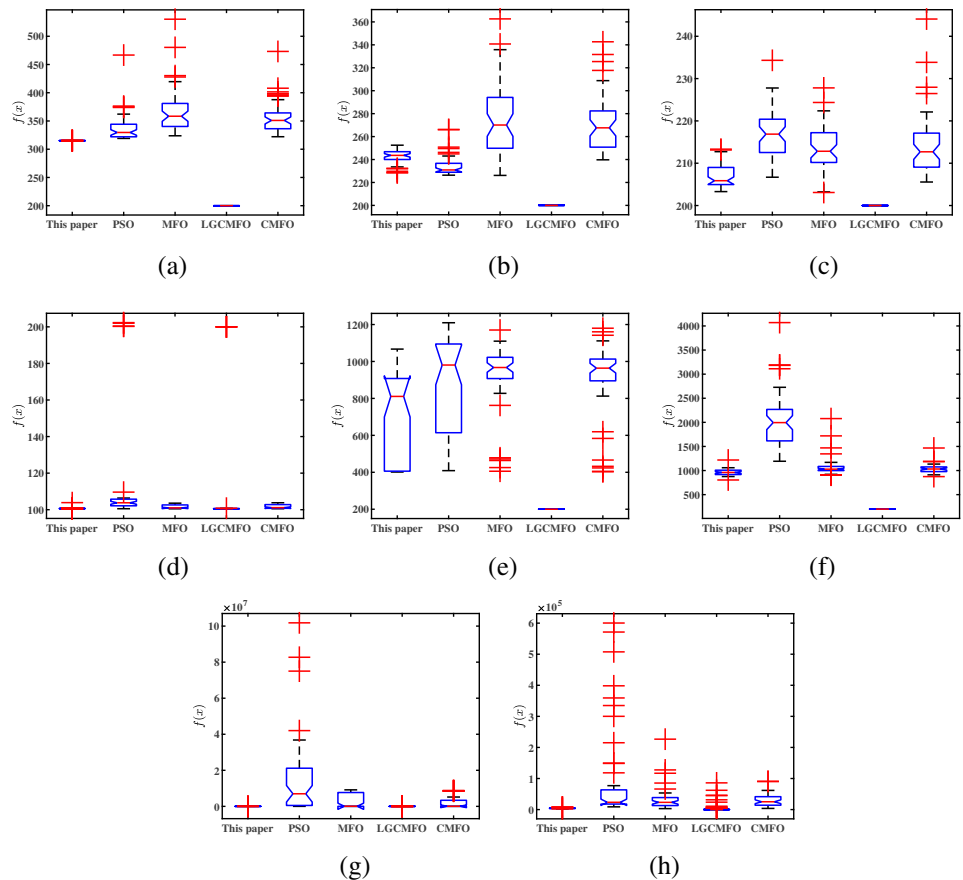 500
450
400
350
300
250
200
f(x)
This paper PSO MFO LGCMFO CMFO
(a)
360
340
320
300
280
260
240
220
200
f(x)
This paper PSO MFO LGCMFO CMFO
(b)
240
230
220
210
200
f(x)
This paper PSO MFO LGCMFO CMFO
(c)
200
180
160
140
120
100
f(x)
This paper PSO MFO LGCMFO CMFO
(d)
1200
1000
800
600
400
200
f(x)
This paper PSO MFO LGCMFO CMFO
(e)
4000
3500
3000
2500
2000
1500
1000
500
f(x)
This paper PSO MFO LGCMFO CMFO
(f)
×10^7
10
8
6
4
2
0
f(x)
This paper PSO MFO LGCMFO CMFO
(g)
×10^5
6
5
4
3
2
1
0
f(x)
This paper PSO MFO LGCMFO CMFO
(h)